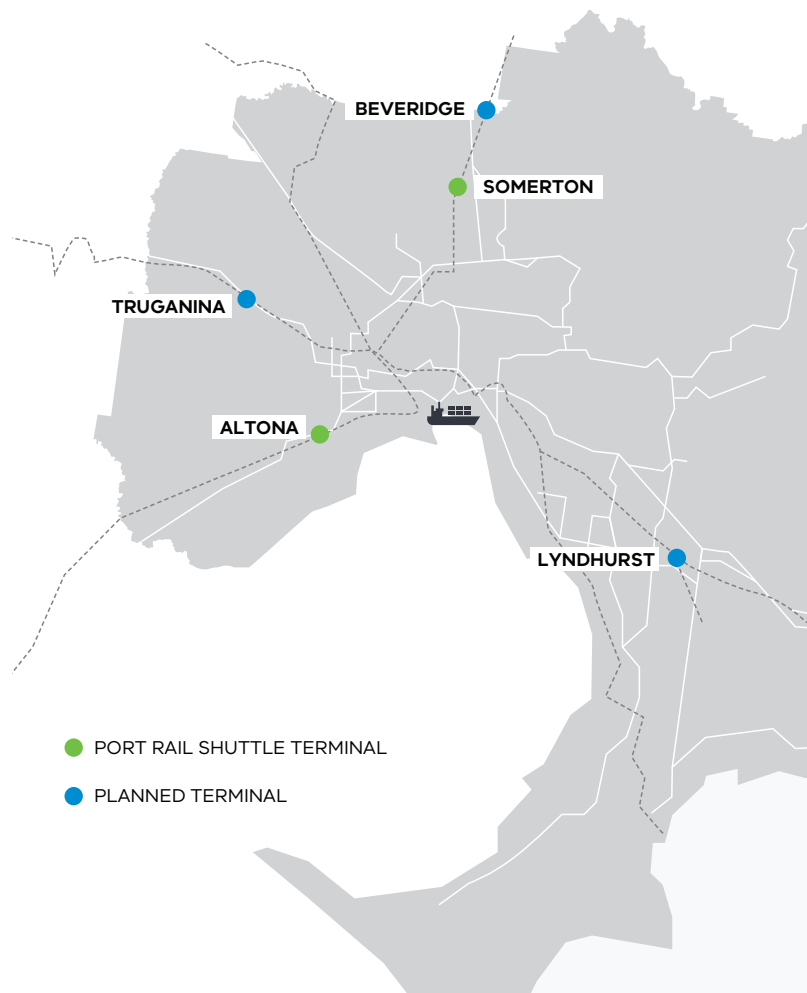 BEVERIDGE
SOMERTON
TRUGANINA
ALTONA
LYNDHURST
PORT RAIL SHUTTLE TERMINAL
PLANNED TERMINAL